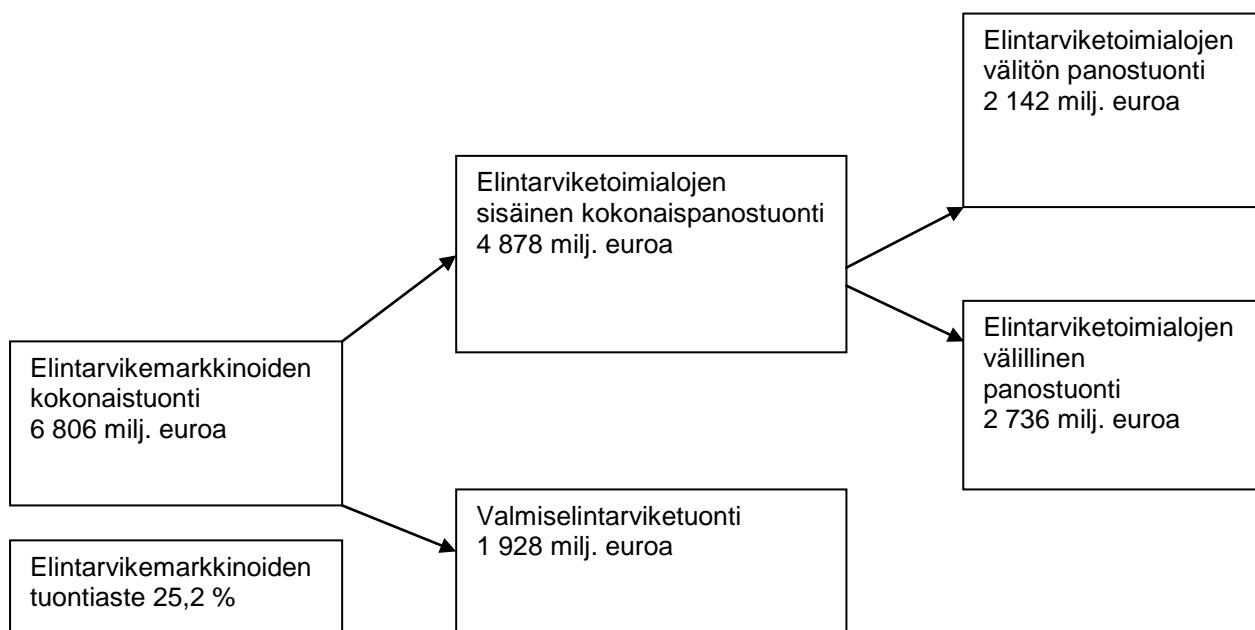 Elintarviketoimialojen
välitön panostuonti
2 142 milj. euroa
Elintarviketoimialojen
sisäinen kokonaispanostuonti
4 878 milj. euroa
Elintarviketoimialojen
välillinen
panostuonti
2 736 milj. euroa
Elintarvikemarkkinoiden
kokonaistuonti
6 806 milj. euroa
Valmiselintarviketuonti
1 928 milj. euroa
Elintarvikemarkkinoiden
tuontiaste 25,2 %